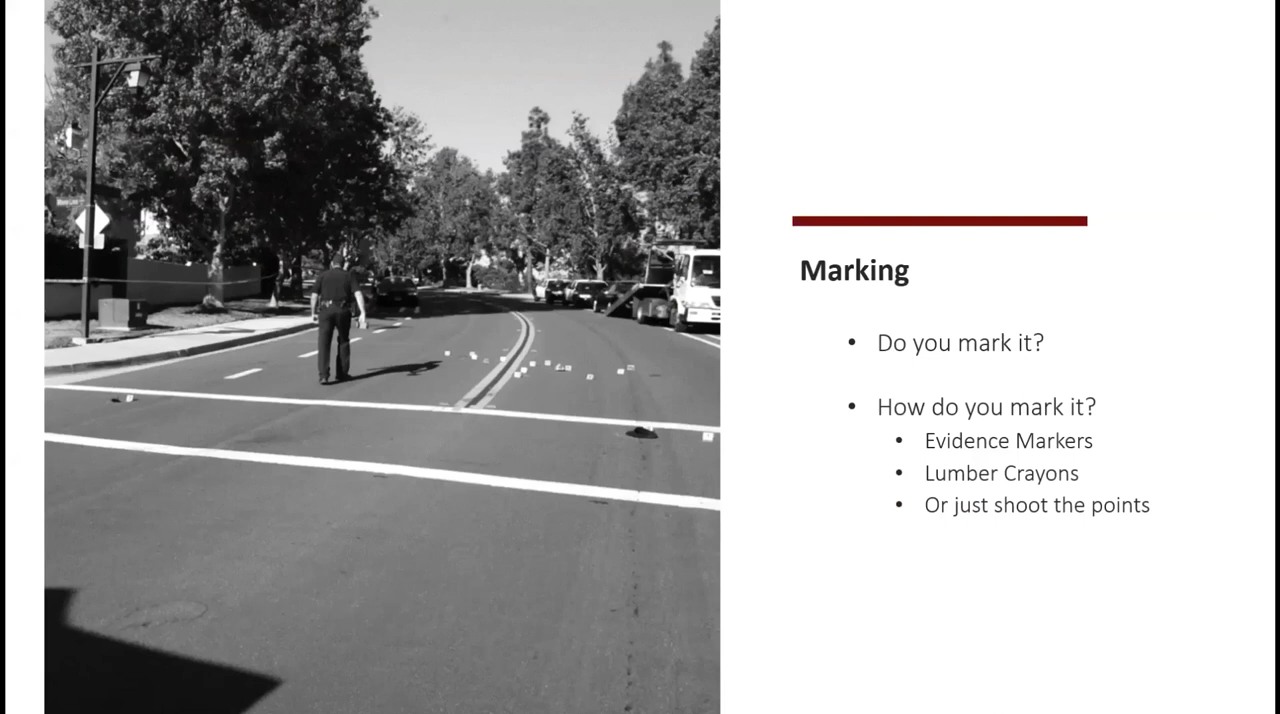 Marking
• Do you mark it?
• How do you mark it?
• Evidence Markers
• Lumber Crayons
• Or just shoot the points